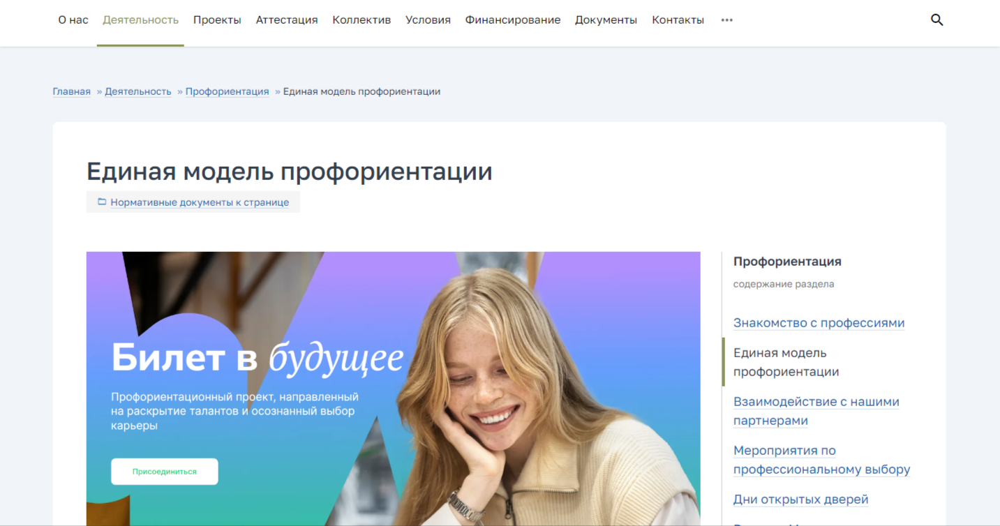 О нас Деятельность Проекты Аттестация Коллектив Условия Финансирование Документы Контакты •••
Главная » Деятельность » Профориентация » Единая модель профориентации
Единая модель профориентации
Нормативные документы к странице
Билет в будущее
Профориентационный проект, направленный
на раскрытие талантов и осознанный выбор
карьеры
Присоединиться
Профориентация
содержание раздела
Знакомство с профессиями
Единая модель
профориентации
Взаимодействие с нашими
партнерами
Мероприятия по
профессиональному выбору
Дни открытых дверей